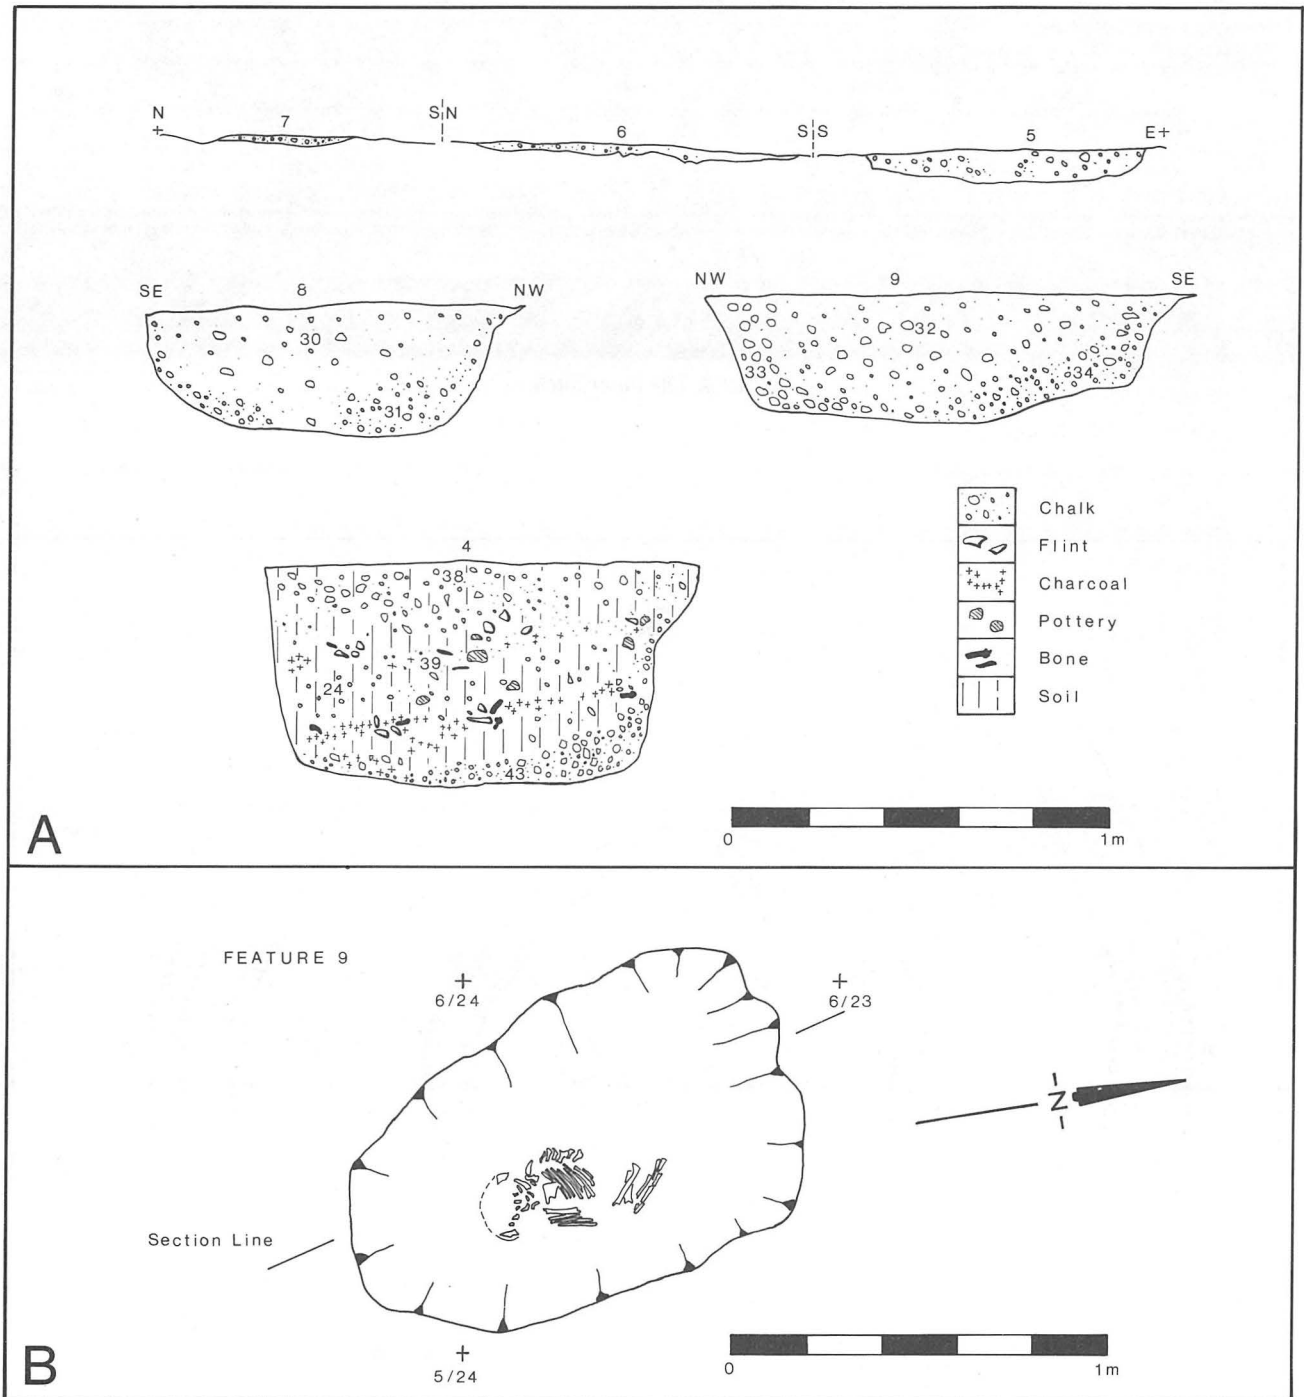 N 7 S N 6 S S 5 E
SE 8 NW
30
31
NW 9 SE
32
33 34
4
38
39
24
43
Chalk
Flint
Charcoal
Pottery
Bone
Soil
0 1m
A
FEATURE 9
6/24
6/23
N
Section Line
5/24
0 1m
B